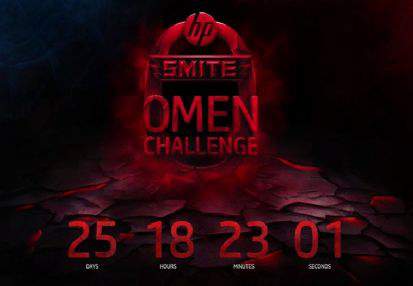 hp
SMITE
OMEN
CHALLENGE
25 18 23 01
DAYS HOURS MINUTES SECONDS